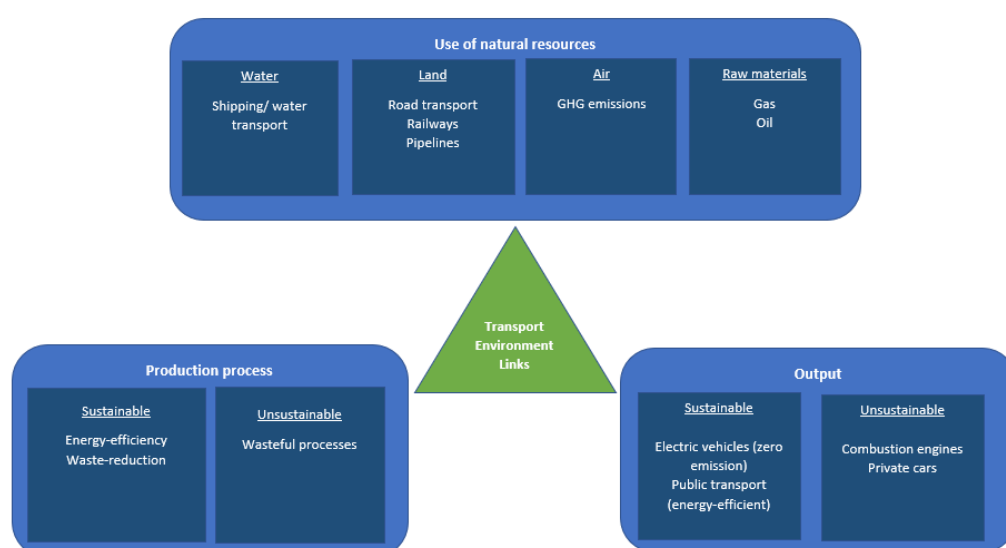 Use of natural resources
Water
Shipping/ water
transport
Land
Road transport
Railways
Pipelines
Air
GHG emissions
Raw materials
Gas
Oil
Transport
Environment
Links
Production process
Sustainable
Energy-efficiency
Waste-reduction
Unsustainable
Wasteful processes
Output
Sustainable
Electric vehicles (zero
emission)
Public transport
(energy-efficient)
Unsustainable
Combustion engines
Private cars